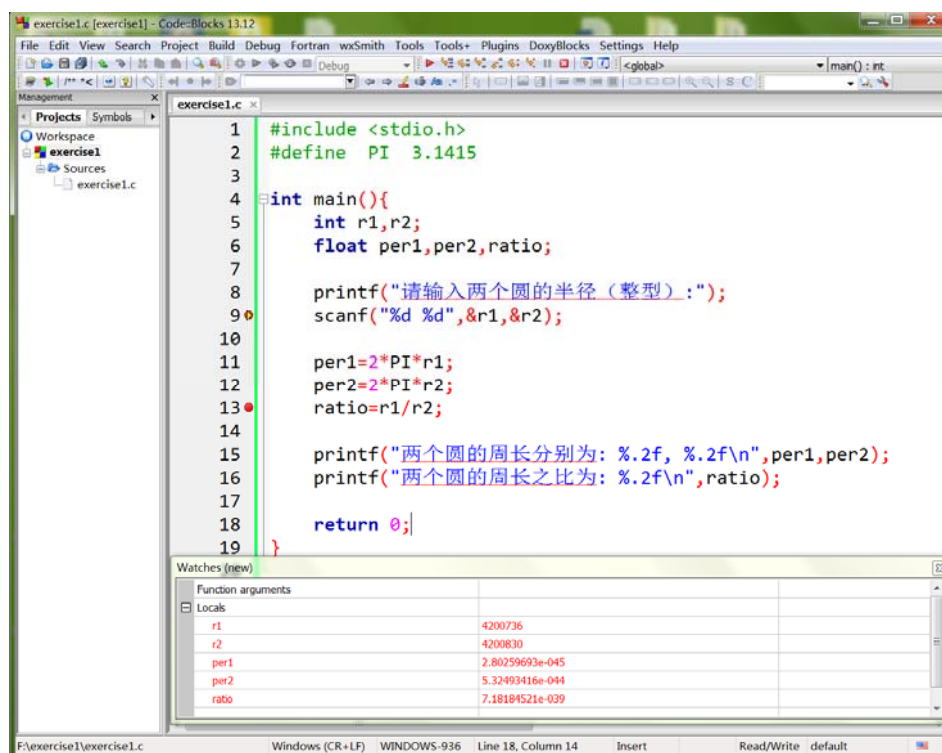 exercise1.c [exercise1] - Code::Blocks 13.12
File Edit View Search Project Build Debug Fortran wxSmith Tools Tools+ Plugins DoxyBlocks Settings Help
Debug <global> main() : int
/** *< S C
Management
exercise1.c
Projects Symbols
Workspace
exercise1
Sources
exercise1.c
1 #include <stdio.h>
2 #define PI 3.1415
3
4 int main(){
5 int r1,r2;
6 float per1,per2,ratio;
7
8 printf("请输入两个圆的半径（整型）:");
9 scanf("%d %d",&r1,&r2);
10
11 per1=2*PI*r1;
12 per2=2*PI*r2;
13 ratio=r1/r2;
14
15 printf("两个圆的周长分别为: %.2f, %.2f\n",per1,per2);
16 printf("两个圆的周长之比为: %.2f\n",ratio);
17
18 return 0;
19 }
Watches (new)
Function arguments
Locals
r1 4200736
r2 4200830
per1 2.80259693e-045
per2 5.32493416e-044
ratio 7.18184521e-039
F:\exercise1\exercise1.c Windows (CR+LF) WINDOWS-936 Line 18, Column 14 Insert Read/Write default